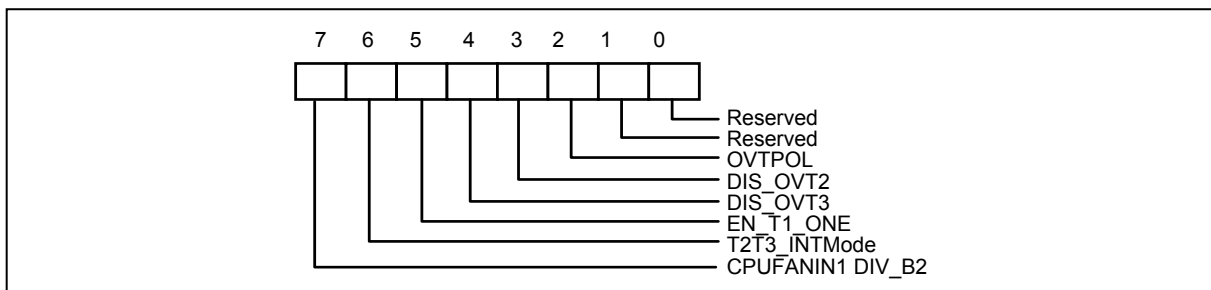 7 6 5 4 3 2 1 0
Reserved
Reserved
OVTPOL
DIS_OVT2
DIS_OVT3
EN_T1_ONE
T2T3_INTMode
CPUFANIN1 DIV_B2